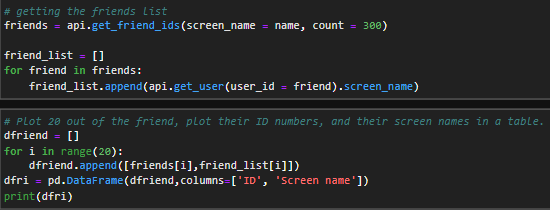 # getting the friends list
friends = api.get_friend_ids(screen_name = name, count = 300)
friend_list = []
for friend in friends:
    friend_list.append(api.get_user(user_id = friend).screen_name)
# Plot 20 out of the friend, plot their ID numbers, and their screen names in a table.
dfriend = []
for i in range(20):
    dfriend.append([friends[i],friend_list[i]])
dfri = pd.DataFrame(dfriend,columns=['ID', 'Screen name'])
print(dfri)